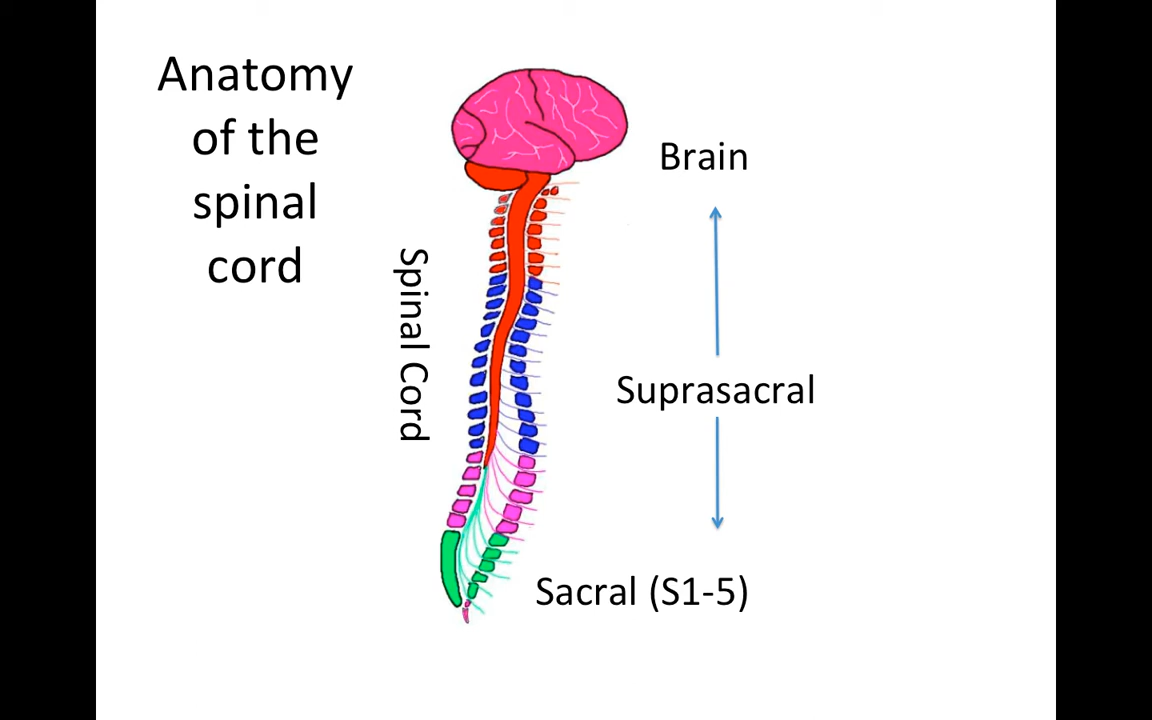 Anatomy
of the
spinal
cord
Spinal Cord
Brain
Suprasacral
Sacral (S1-5)